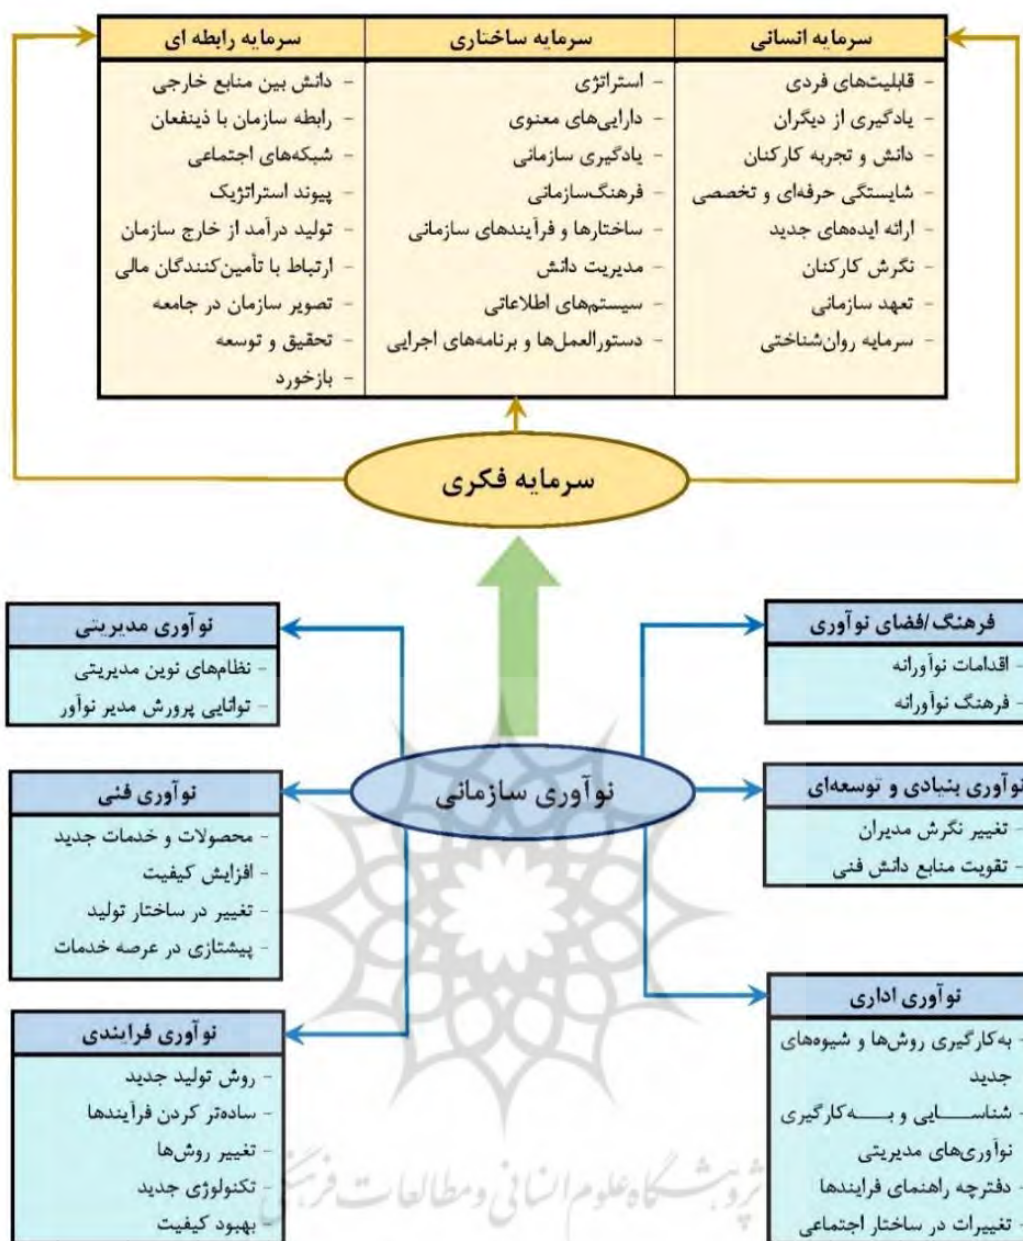 سرمایه انسانی
- قابلیت‌های فردی
- یادگیری از دیگران
- دانش و تجربه کارکنان
- شایستگی حرفه‌ای و تخصصی
- ارائه ایده‌های جدید
- نگرش کارکنان
- تعهد سازمانی
- سرمایه روان‌شناختی
سرمایه ساختاری
- استراتژی
- دارایی‌های معنوی
- یادگیری سازمانی
- فرهنگ‌سازمانی
- ساختارها و فرآیندهای سازمانی
- مدیریت دانش
- سیستم‌های اطلاعاتی
- دستورالعمل‌ها و برنامه‌های اجرایی
سرمایه رابطه ای
- دانش بین منابع خارجی
- رابطه سازمان با ذینفعان
- شبکه‌های اجتماعی
- پیوند استراتژیک
- تولید درآمد از خارج سازمان
- ارتباط با تأمین‌کنندگان مالی
- تصویر سازمان در جامعه
- تحقیق و توسعه
- بازخورد
سرمایه فکری
فرهنگ/فضای نوآوری
- اقدامات نوآورانه
- فرهنگ نوآورانه
نوآوری بنیادی و توسعه‌ای
- تغییر نگرش مدیران
- تقویت منابع دانش فنی
نوآوری اداری
- به‌کارگیری روش‌ها و شیوه‌های
جدید
- شناسایی و به‌کارگیری
نوآوری‌های مدیریتی
- دفترچه راهنمای فرایندها
- تغییرات در ساختار اجتماعی
نوآوری سازمانی
نوآوری مدیریتی
- نظام‌های نوین مدیریتی
- توانایی پرورش مدیر نوآور
نوآوری فنی
- محصولات و خدمات جدید
- افزایش کیفیت
- تغییر در ساختار تولید
- پیشتازی در عرصه خدمات
نوآوری فرایندی
- روش تولید جدید
- ساده‌تر کردن فرآیندها
- تغییر روش‌ها
- تکنولوژی جدید
- بهبود کیفیت
پژوهشگاه علوم انسانی و مطالعات فرهنگی